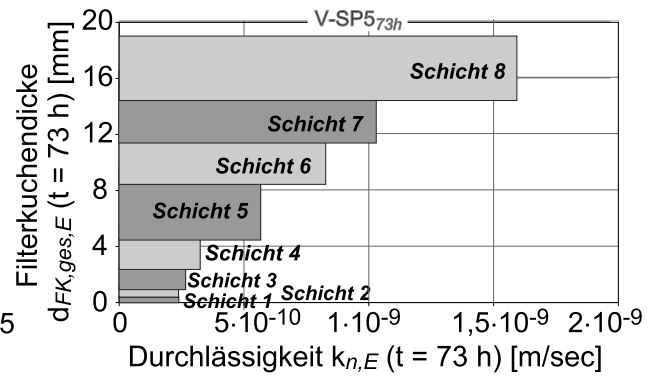 V-SP573h
20
16
12
8
4
0
Filterkuchendicke
dFK,ges,E (t = 73 h) [mm]
Schicht 8
Schicht 7
Schicht 6
Schicht 5
Schicht 4
Schicht 3
Schicht 2
Schicht 1
5
0 5·10-10 1·10-9 1,5·10-9 2·10-9
Durchlässigkeit kn,E (t = 73 h) [m/sec]